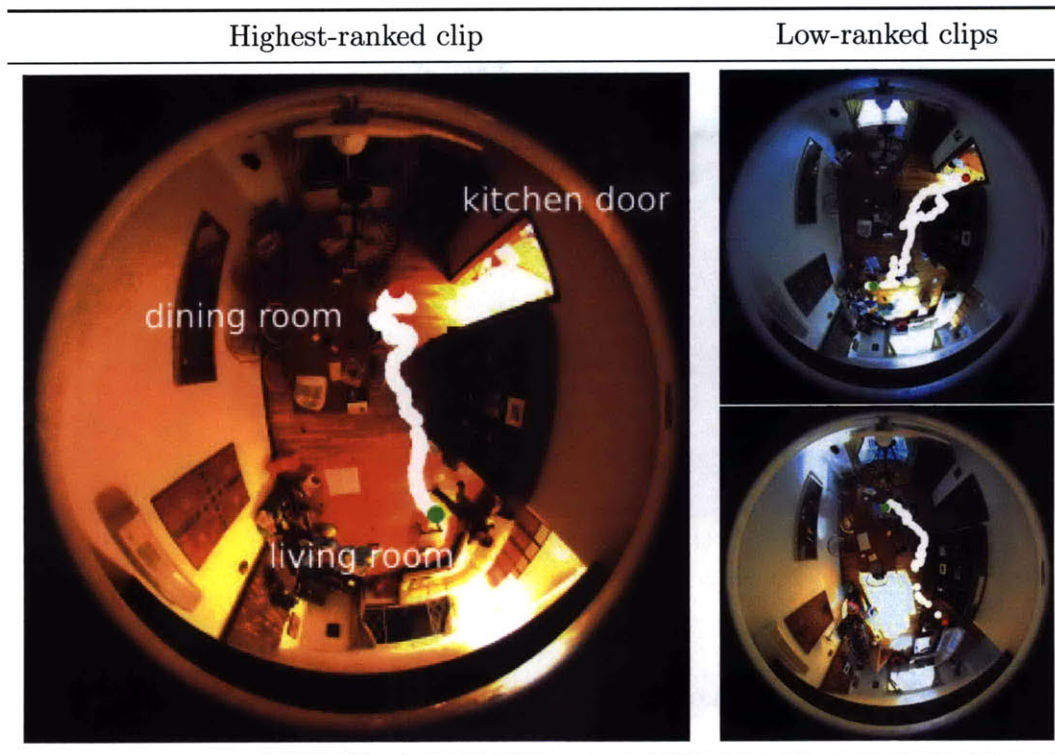 Highest-ranked clip
Low-ranked clips
kitchen door
dining room
living room